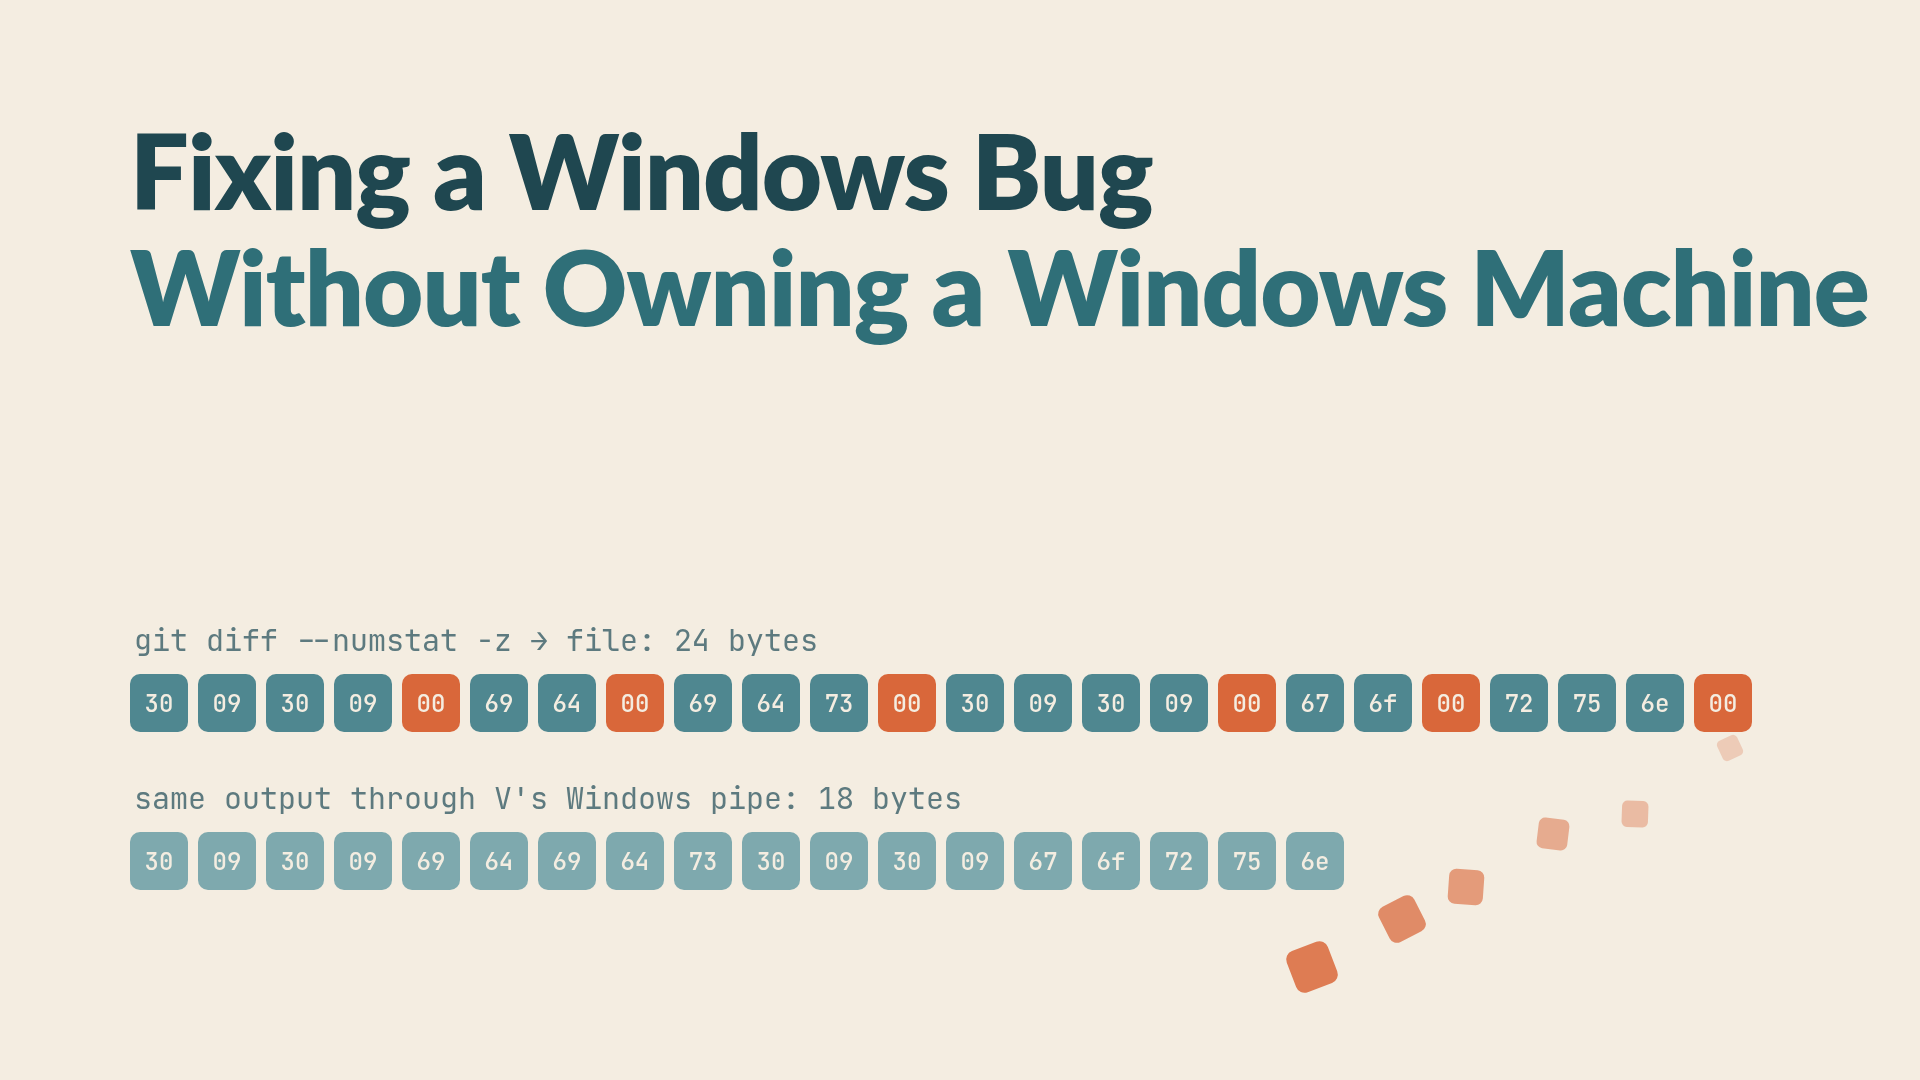 Fixing a Windows Bug
Without Owning a Windows Machine
git diff --numstat -z → file: 24 bytes
30 09 30 09 00 69 64 00 69 64 73 00 30 09 30 09 00 67 6f 00 72 75 6e 00
same output through V's Windows pipe: 18 bytes
30 09 30 09 69 64 69 64 73 30 09 30 09 67 6f 72 75 6e